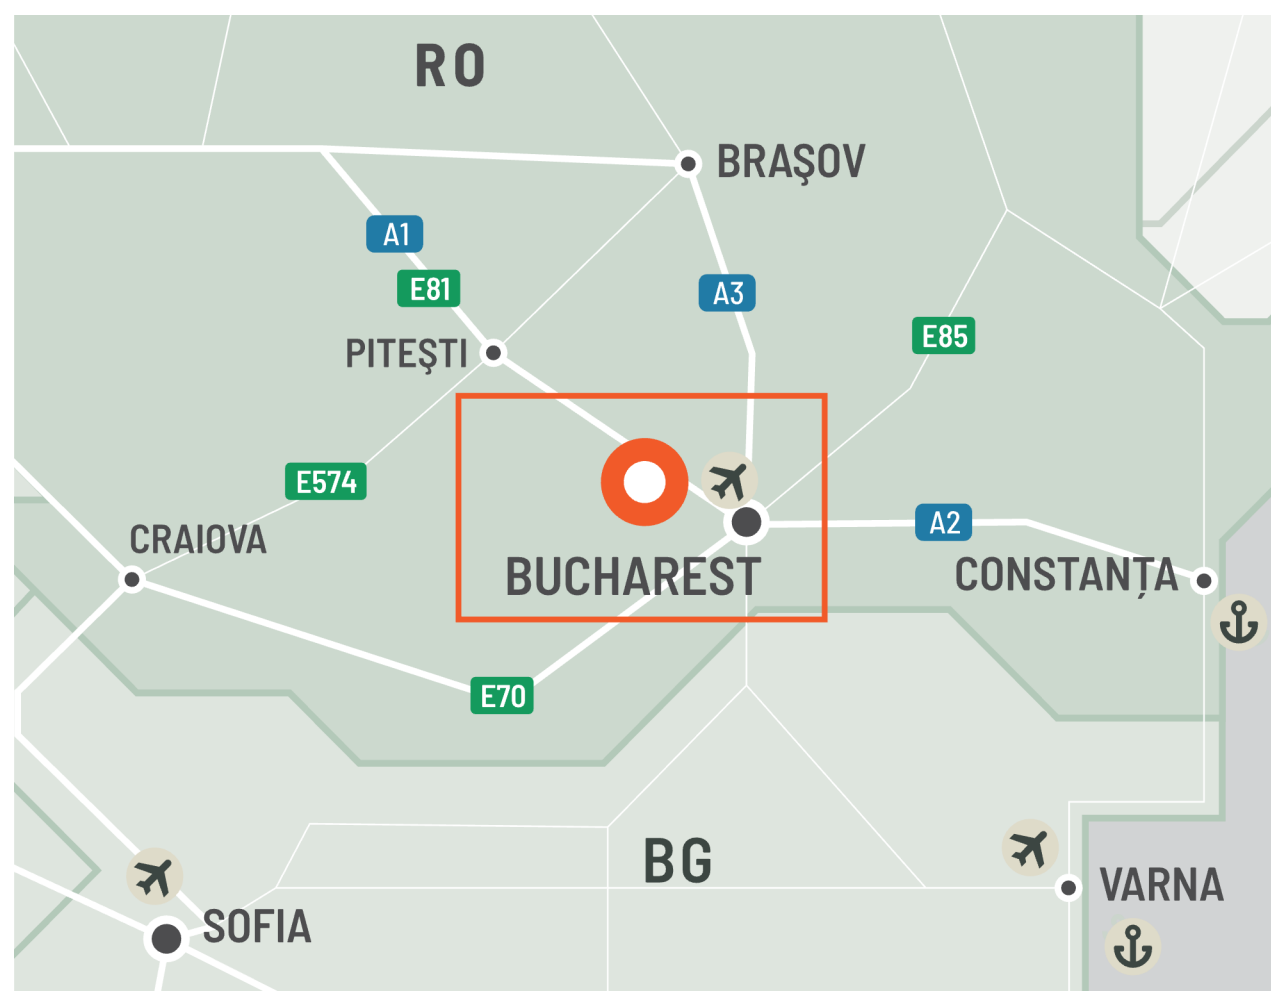 RO
BRAŞOV
A1
E81
A3
E85
PITEŞTI
E574
A2
CRAIOVA
BUCHAREST
CONSTANȚA
E70
BG
VARNA
SOFIA